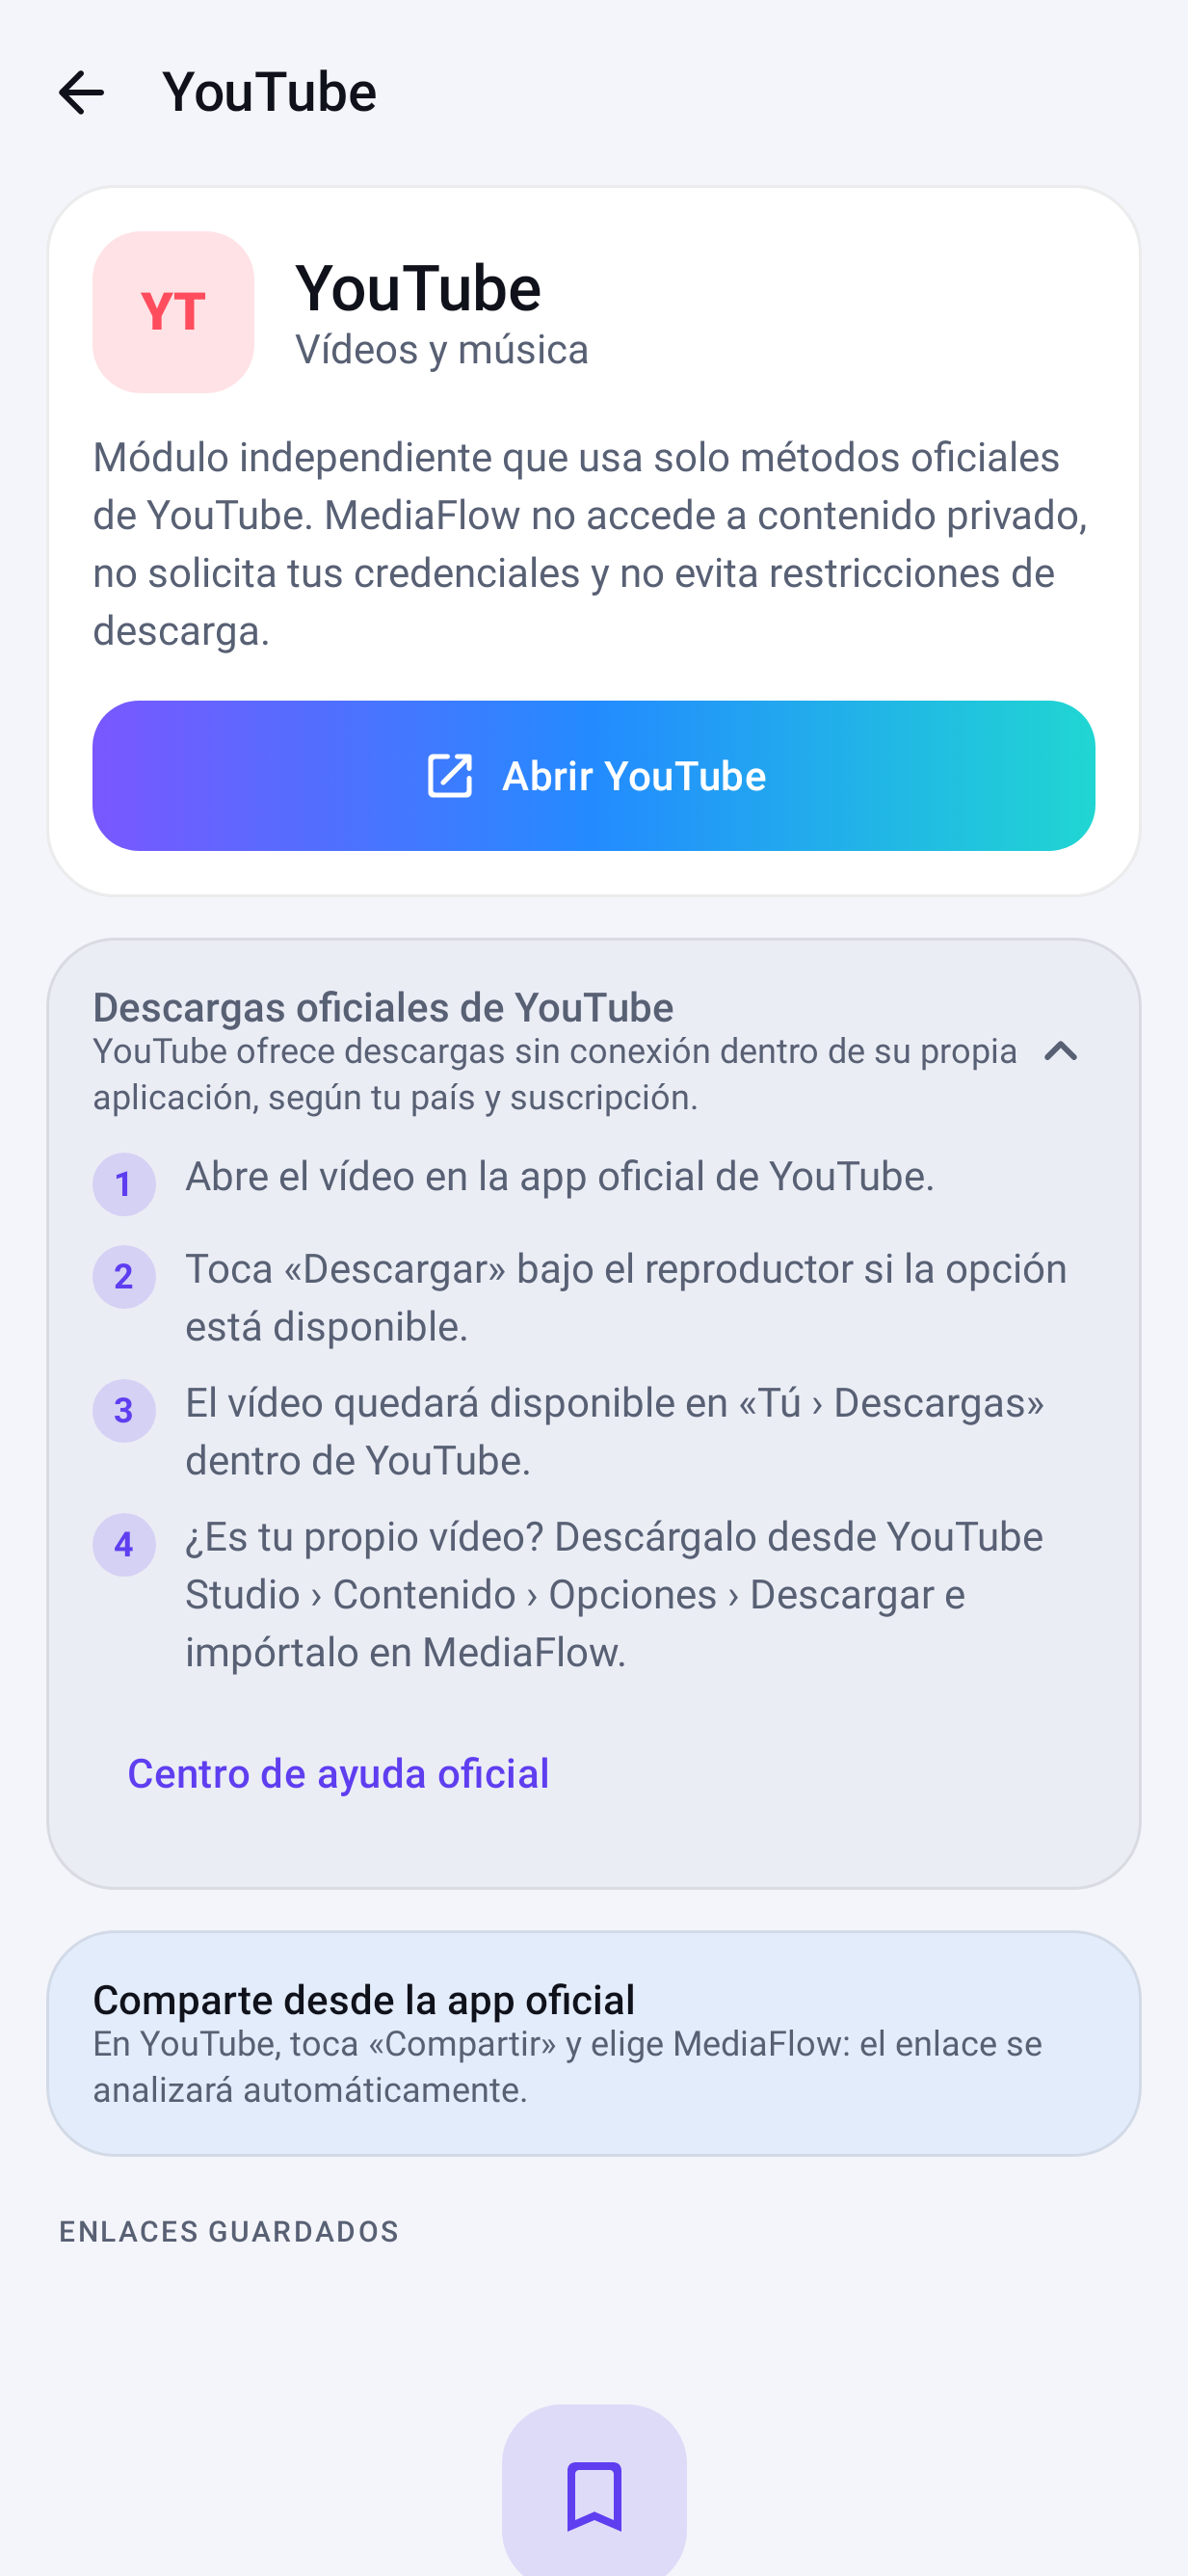 YouTube
YT
YouTube
Vídeos y música
Módulo independiente que usa solo métodos oficiales
de YouTube. MediaFlow no accede a contenido privado,
no solicita tus credenciales y no evita restricciones de
descarga.
Abrir YouTube
Descargas oficiales de YouTube
YouTube ofrece descargas sin conexión dentro de su propia
aplicación, según tu país y suscripción.
1 Abre el vídeo en la app oficial de YouTube.
2 Toca «Descargar» bajo el reproductor si la opción
está disponible.
3 El vídeo quedará disponible en «Tú › Descargas»
dentro de YouTube.
4 ¿Es tu propio vídeo? Descárgalo desde YouTube
Studio › Contenido › Opciones › Descargar e
impórtalo en MediaFlow.
Centro de ayuda oficial
Comparte desde la app oficial
En YouTube, toca «Compartir» y elige MediaFlow: el enlace se
analizará automáticamente.
ENLACES GUARDADOS